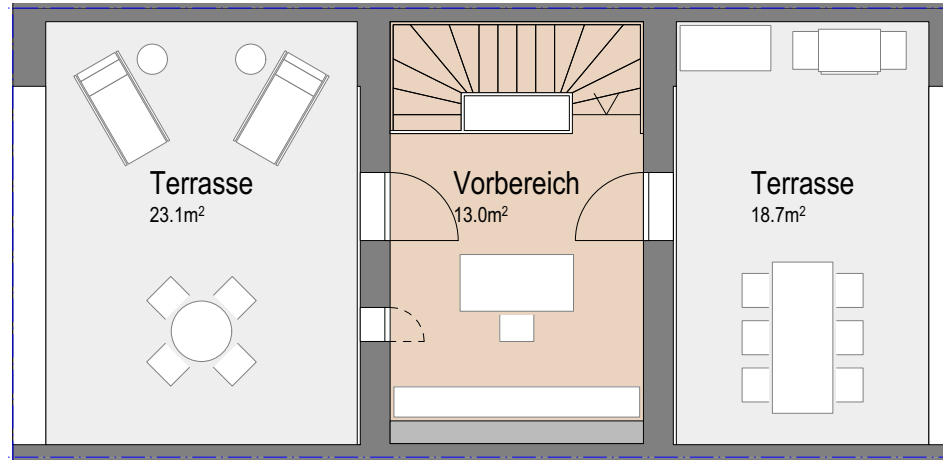 Terrasse
23.1m²
Vorbereich
13.0m²
Terrasse
18.7m²